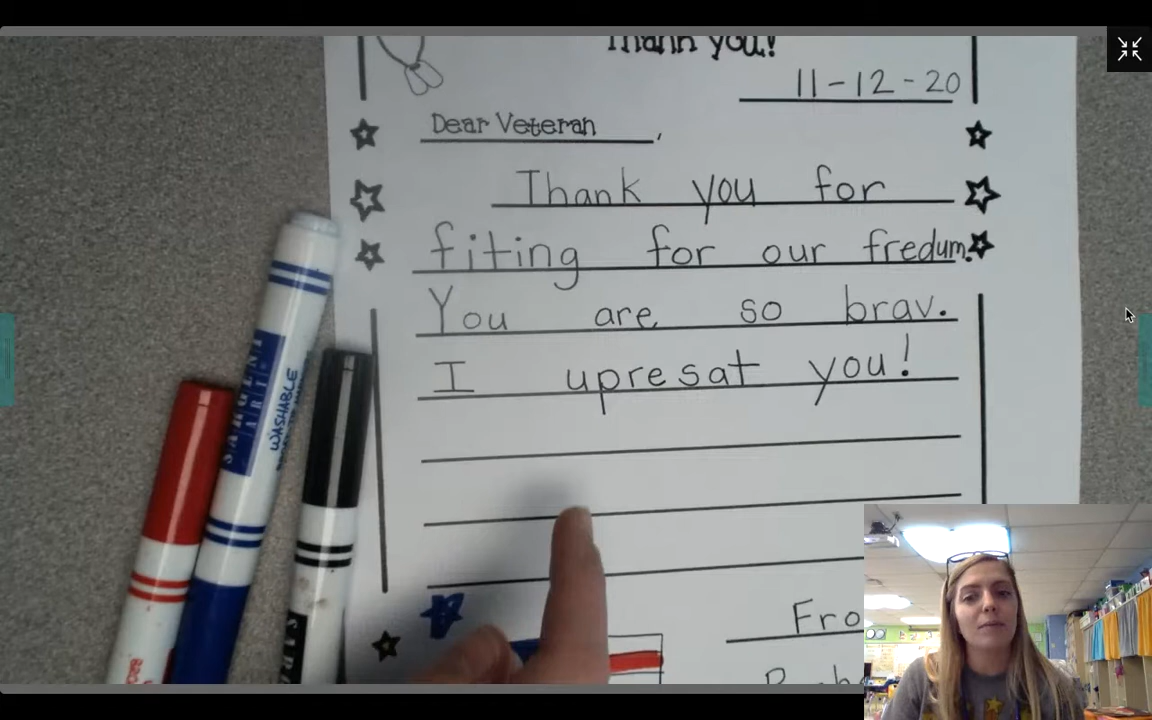 Thank you!
11-12-20
Dear Veteran,
Thank you for
fiting for our fredum.
You are so brav.
I upresat you!
Fro
SARGENT
ART
WASHABLE